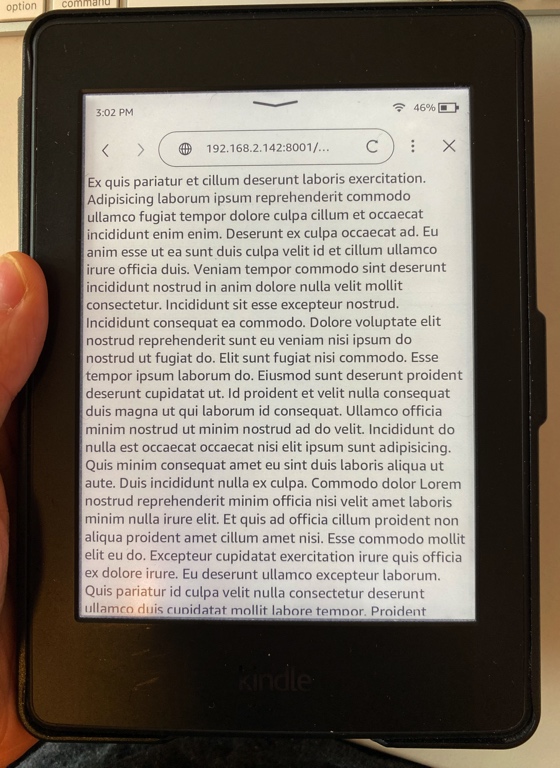 option
command
3:02 PM
46%
192.168.2.142:8001/...
Ex quis pariatur et cillum deserunt laboris exercitation.
Adipisicing laborum ipsum reprehenderit commodo
ullamco fugiat tempor dolore culpa cillum et occaecat
incididunt enim enim. Deserunt ex culpa occaecat ad. Eu
anim esse ut ea sunt duis culpa velit id et cillum ullamco
irure officia duis. Veniam tempor commodo sint deserunt
incididunt nostrud in anim dolore nulla velit mollit
consectetur. Incididunt sit esse excepteur nostrud.
Incididunt consequat ea commodo. Dolore voluptate elit
nostrud reprehenderit sunt eu veniam nisi ipsum do
nostrud ut fugiat do. Elit sunt fugiat nisi commodo. Esse
tempor ipsum laborum do. Eiusmod sunt deserunt proident
deserunt cupidatat ut. Id proident et velit nulla consequat
duis magna ut qui laborum id consequat. Ullamco officia
minim nostrud ut minim nostrud ad do velit. Incididunt do
nulla est occaecat occaecat nisi elit ipsum sunt adipisicing.
Quis minim consequat amet eu sint duis laboris aliqua ut
aute. Duis incididunt nulla ex culpa. Commodo dolor Lorem
nostrud reprehenderit minim officia nisi velit amet laboris
minim nulla irure elit. Et quis ad officia cillum proident non
aliqua proident amet cillum amet nisi. Esse commodo mollit
elit eu do. Excepteur cupidatat exercitation irure quis officia
ex dolore irure. Eu deserunt ullamco excepteur laborum.
Quis pariatur id culpa velit nulla consectetur deserunt
ullamco duis cupidatat mollit labore tempor. Proident
kindle